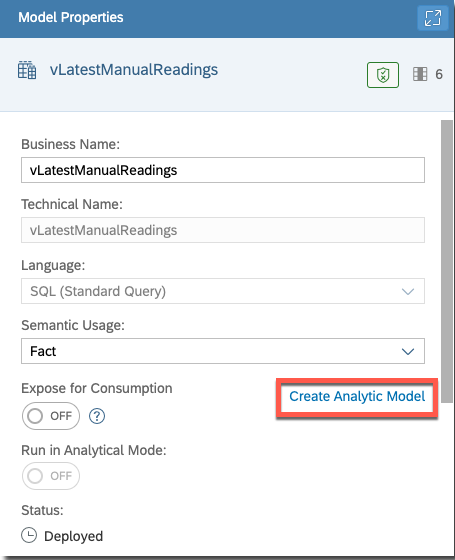 Model Properties
vLatestManualReadings
6
Business Name:
vLatestManualReadings
Technical Name:
vLatestManualReadings
Language:
SQL (Standard Query)
Semantic Usage:
Fact
Expose for Consumption
Create Analytic Model
OFF ?
Run in Analytical Mode:
OFF
Status:
Deployed